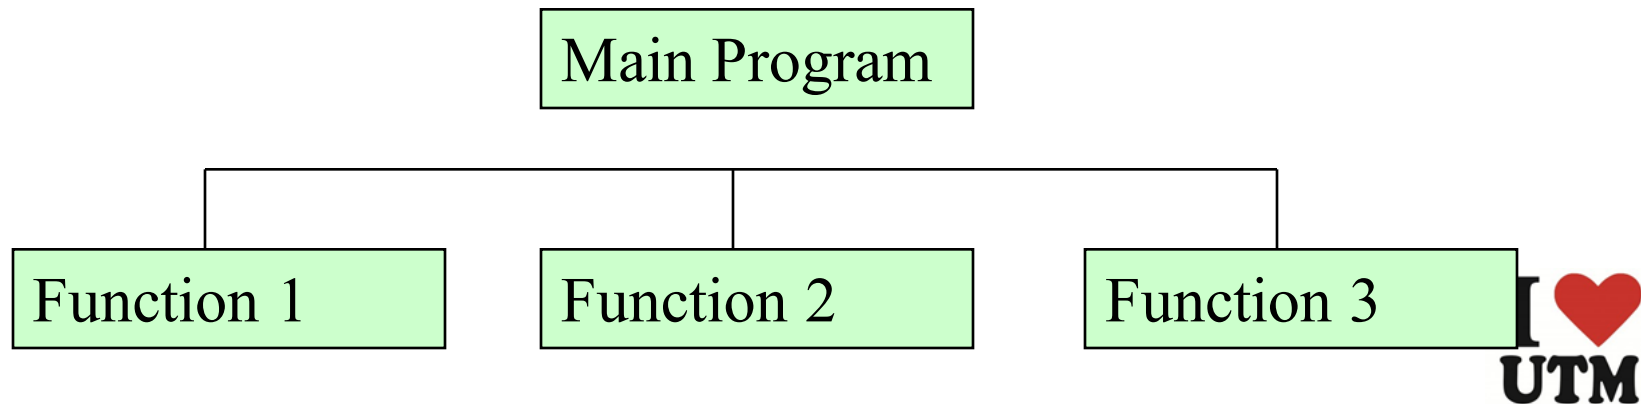 Main Program
Function 1
Function 2
Function 3
I
UTM